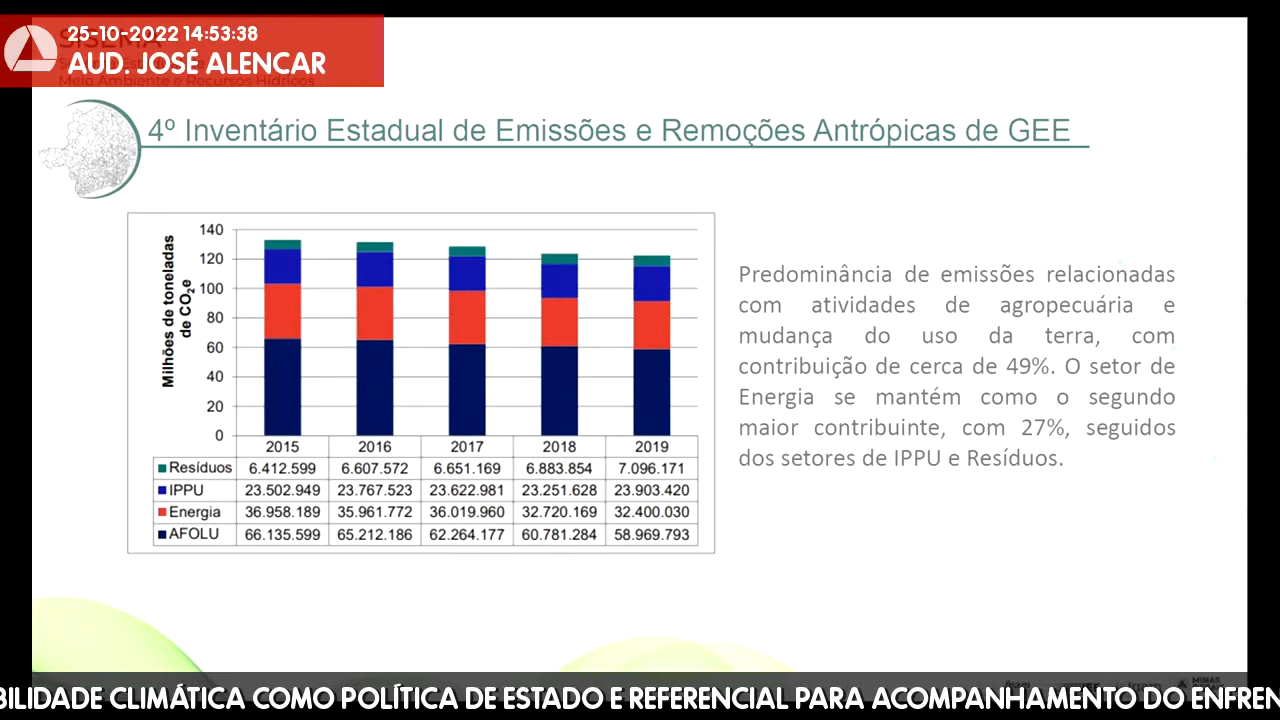 25-10-2022 14:53:38
AUD. JOSÉ ALENCAR
SISEMA
Meio Ambiente e Recursos Hídricos
4º Inventário Estadual de Emissões e Remoções Antrópicas de GEE
Milhões de toneladas
de CO₂e
140
120
100
80
60
40
20
0
2015 2016 2017 2018 2019
Resíduos 6.412.599 6.607.572 6.651.169 6.883.854 7.096.171
IPPU 23.502.949 23.767.523 23.622.981 23.251.628 23.903.420
Energia 36.958.189 35.961.772 36.019.960 32.720.169 32.400.030
AFOLU 66.135.599 65.212.186 62.264.177 60.781.284 58.969.793
Predominância de emissões relacionadas
com atividades de agropecuária e
mudança do uso da terra, com
contribuição de cerca de 49%. O setor de
Energia se mantém como o segundo
maior contribuinte, com 27%, seguidos
dos setores de IPPU e Resíduos.
MINAS
BILIDADE CLIMÁTICA COMO POLÍTICA DE ESTADO E REFERENCIAL PARA ACOMPANHAMENTO DO ENFREN